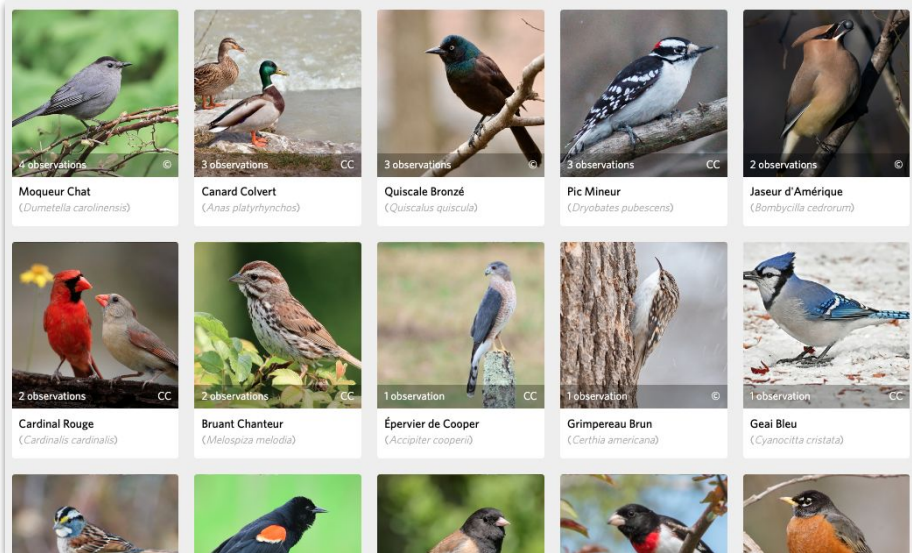 4 observations ©
3 observations CC
3 observations ©
3 observations CC
2 observations ©
Moqueur Chat
(Dumetella carolinensis)
Canard Colvert
(Anas platyrhynchos)
Quiscale Bronzé
(Quiscalus quiscula)
Pic Mineur
(Dryobates pubescens)
Jaseur d'Amérique
(Bombycilla cedrorum)
2 observations CC
2 observations CC
1 observation CC
1 observation ©
1 observation CC
Cardinal Rouge
(Cardinalis cardinalis)
Bruant Chanteur
(Melospiza melodia)
Épervier de Cooper
(Accipiter cooperii)
Grimpereau Brun
(Certhia americana)
Geai Bleu
(Cyanocitta cristata)